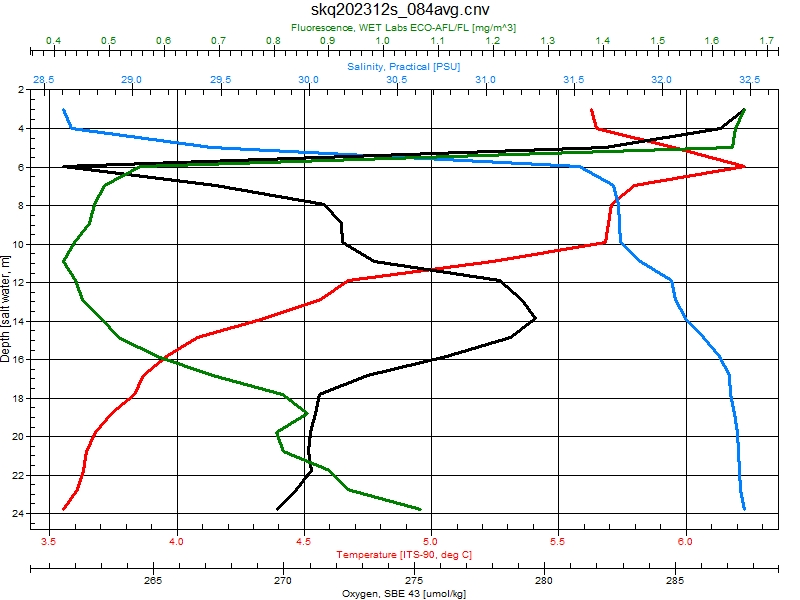 skq202312s_084avg.cnv
Fluorescence, WET Labs ECO-AFL/FL [mg/m^3]
0.4 0.5 0.6 0.7 0.8 0.9 1.0 1.1 1.2 1.3 1.4 1.5 1.6 1.7
Salinity, Practical [PSU]
28.5 29.0 29.5 30.0 30.5 31.0 31.5 32.0 32.5
2
4
6
8
10
12
14
16
18
20
22
24
Depth [salt water, m]
3.5 4.0 4.5 5.0 5.5 6.0
Temperature [ITS-90, deg C]
265 270 275 280 285
Oxygen, SBE 43 [umol/kg]